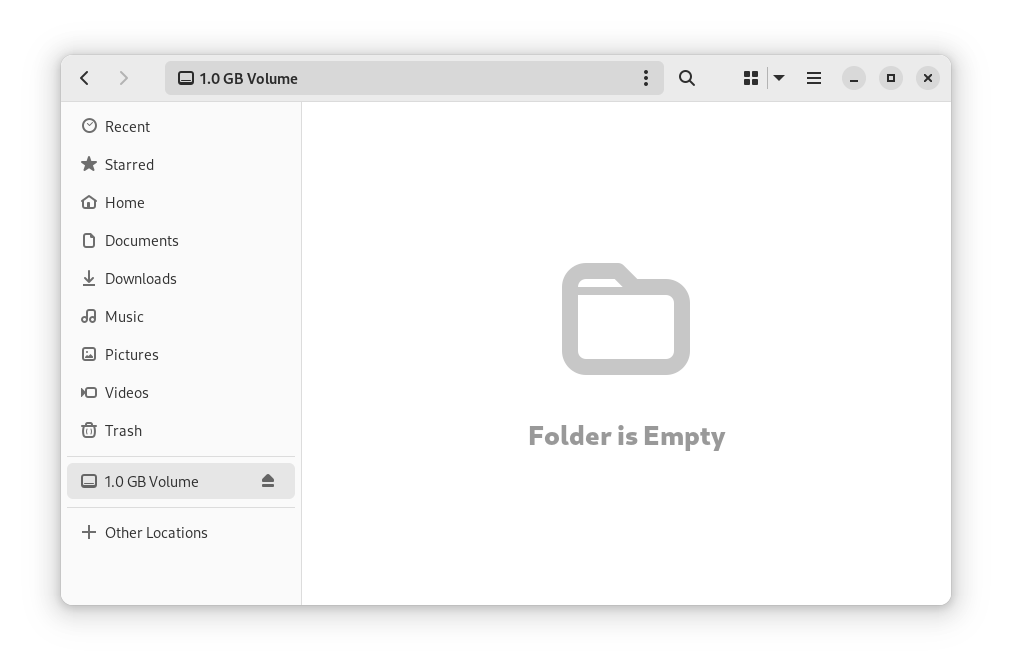 1.0 GB Volume
Recent
Starred
Home
Documents
Downloads
Music
Pictures
Videos
Trash
1.0 GB Volume
Other Locations
Folder is Empty